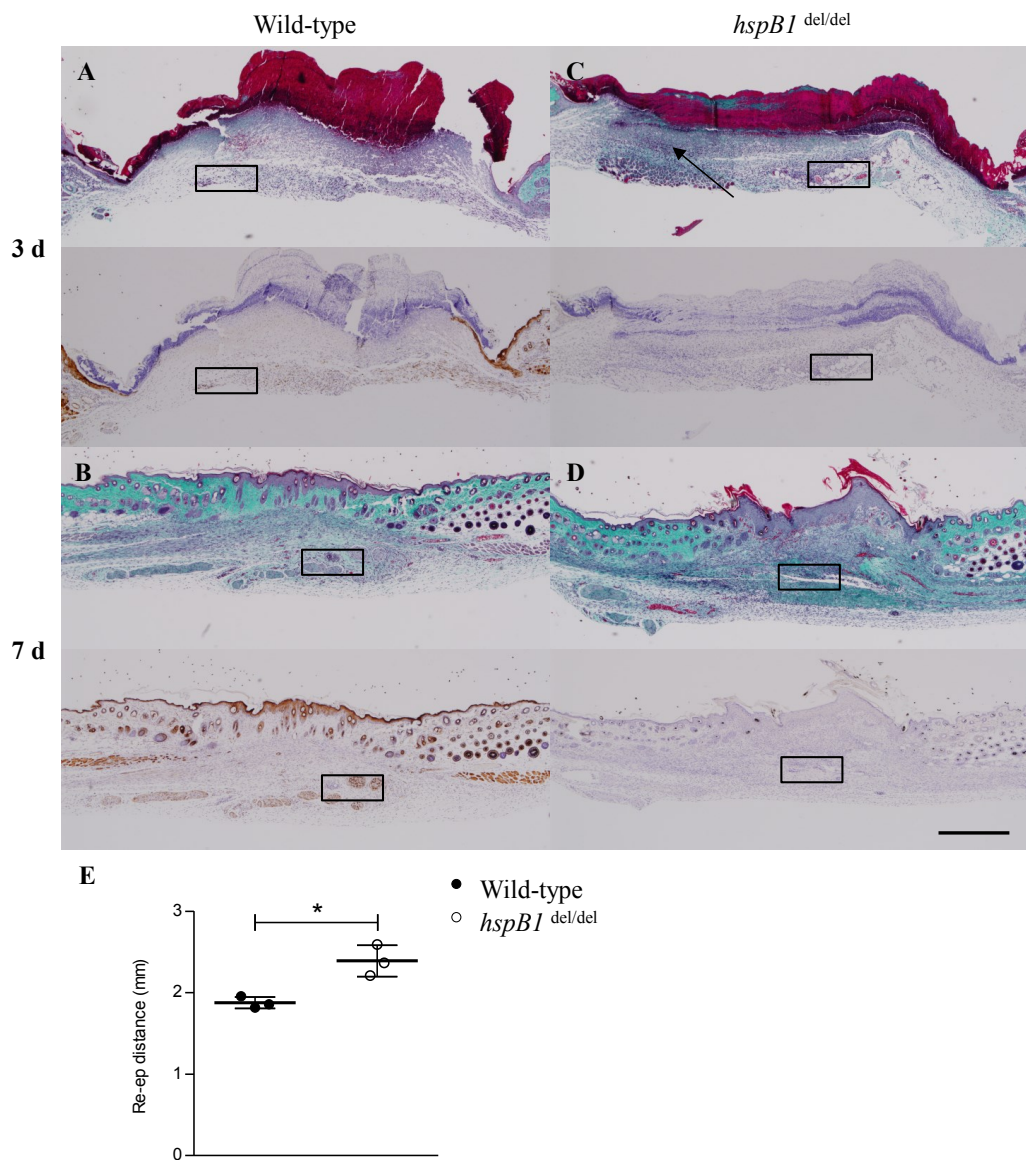 Wild-type
hspB1 del/del
A
C
3 d
B
D
7 d
E
Wild-type
hspB1 del/del
*
3
2
1
0
Re-ep distance (mm)